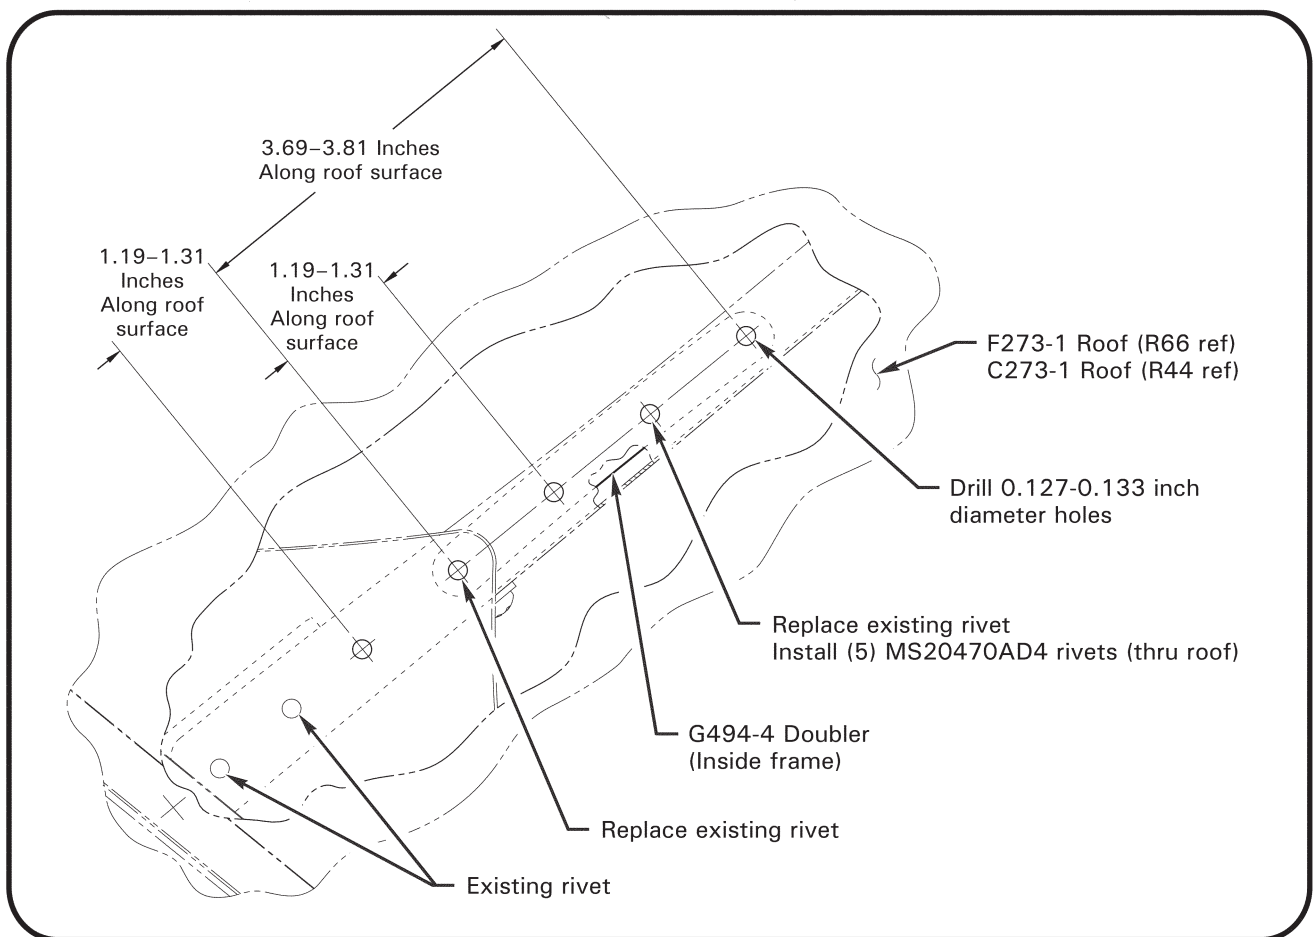 3.69–3.81 Inches
Along roof surface
1.19–1.31
Inches
Along roof
surface
1.19–1.31
Inches
Along roof
surface
F273-1 Roof (R66 ref)
C273-1 Roof (R44 ref)
Drill 0.127-0.133 inch
diameter holes
Replace existing rivet
Install (5) MS20470AD4 rivets (thru roof)
G494-4 Doubler
(Inside frame)
Replace existing rivet
Existing rivet